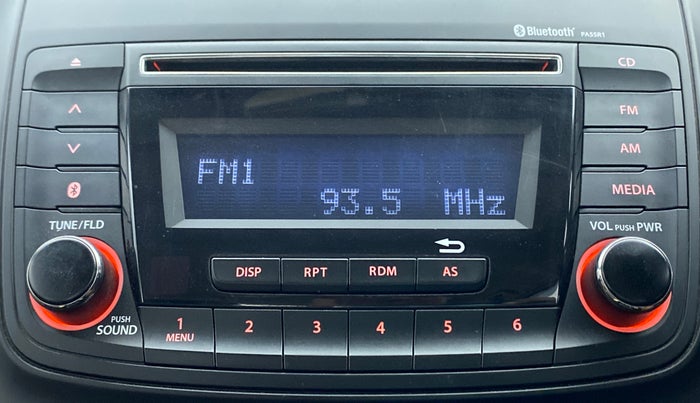 Bluetooth PA5SR1
CD
FM
AM
MEDIA
FM1
93.5 MHz
TUNE/FLD
VOL PUSH PWR
DISP RPT RDM AS
PUSH
SOUND
1 2 3 4 5 6
MENU